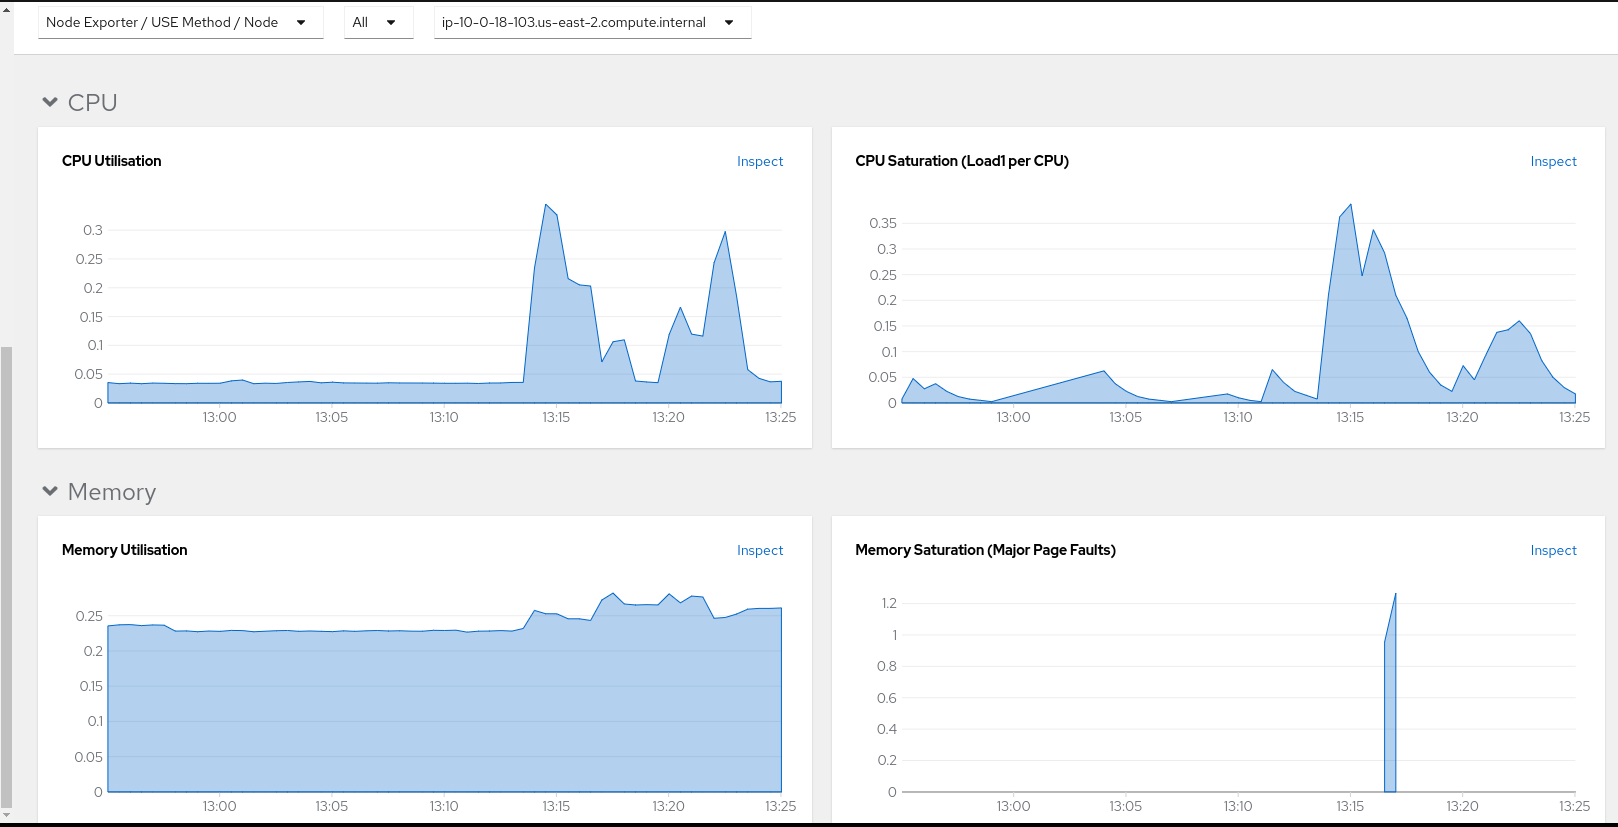 Node Exporter / USE Method / Node All ip-10-0-18-103.us-east-2.compute.internal
CPU
CPU Utilisation Inspect
0.3
0.25
0.2
0.15
0.1
0.05
0
13:00 13:05 13:10 13:15 13:20 13:25
CPU Saturation (Load1 per CPU) Inspect
0.35
0.3
0.25
0.2
0.15
0.1
0.05
0
13:00 13:05 13:10 13:15 13:20 13:25
Memory
Memory Utilisation Inspect
0.25
0.2
0.15
0.1
0.05
0
13:00 13:05 13:10 13:15 13:20 13:25
Memory Saturation (Major Page Faults) Inspect
1.2
1
0.8
0.6
0.4
0.2
0
13:00 13:05 13:10 13:15 13:20 13:25